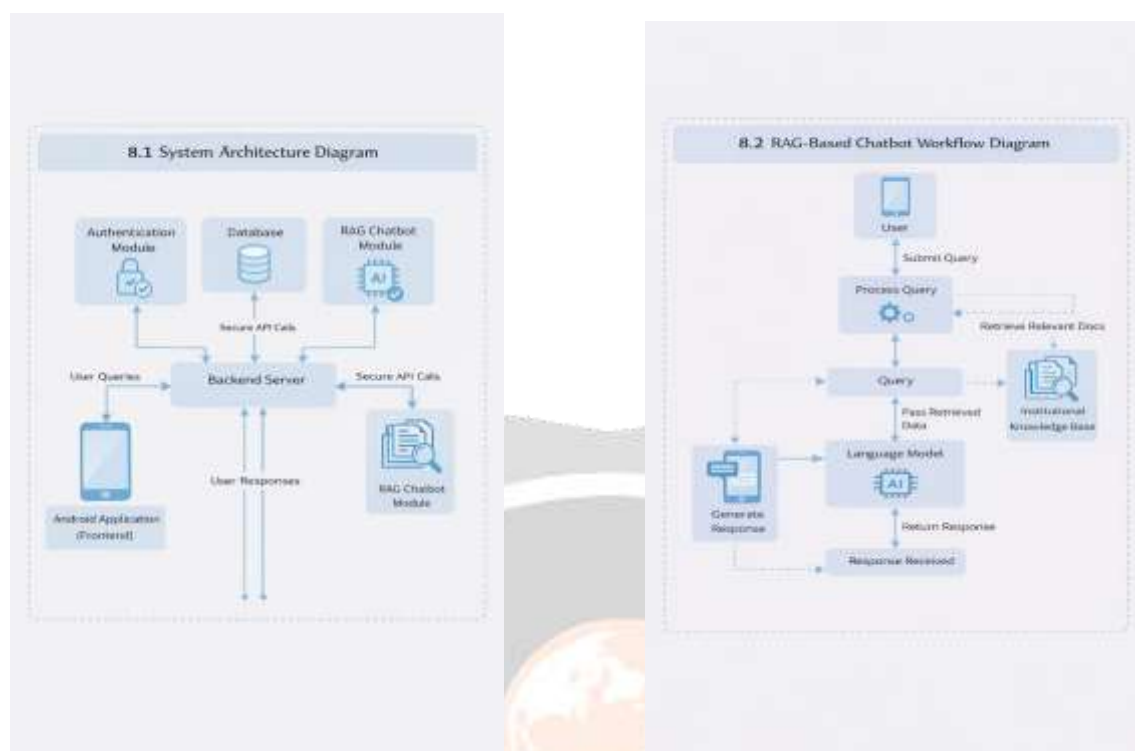 8.1 System Architecture Diagram
Authentication
Module
Database
RAG Chatbot
Module
AI
Secure API Calls
User Queries
Backend Server
Secure API Calls
User Responses
RAG Chatbot
Module
Android Application
(Frontend)
8.2 RAG-Based Chatbot Workflow Diagram
User
Submit Query
Process Query
Retrieve Relevant Docs
Query
Institutional
Knowledge Base
Pass Retrieved
Data
Language Model
AI
Generate
Response
Return Response
Response Received